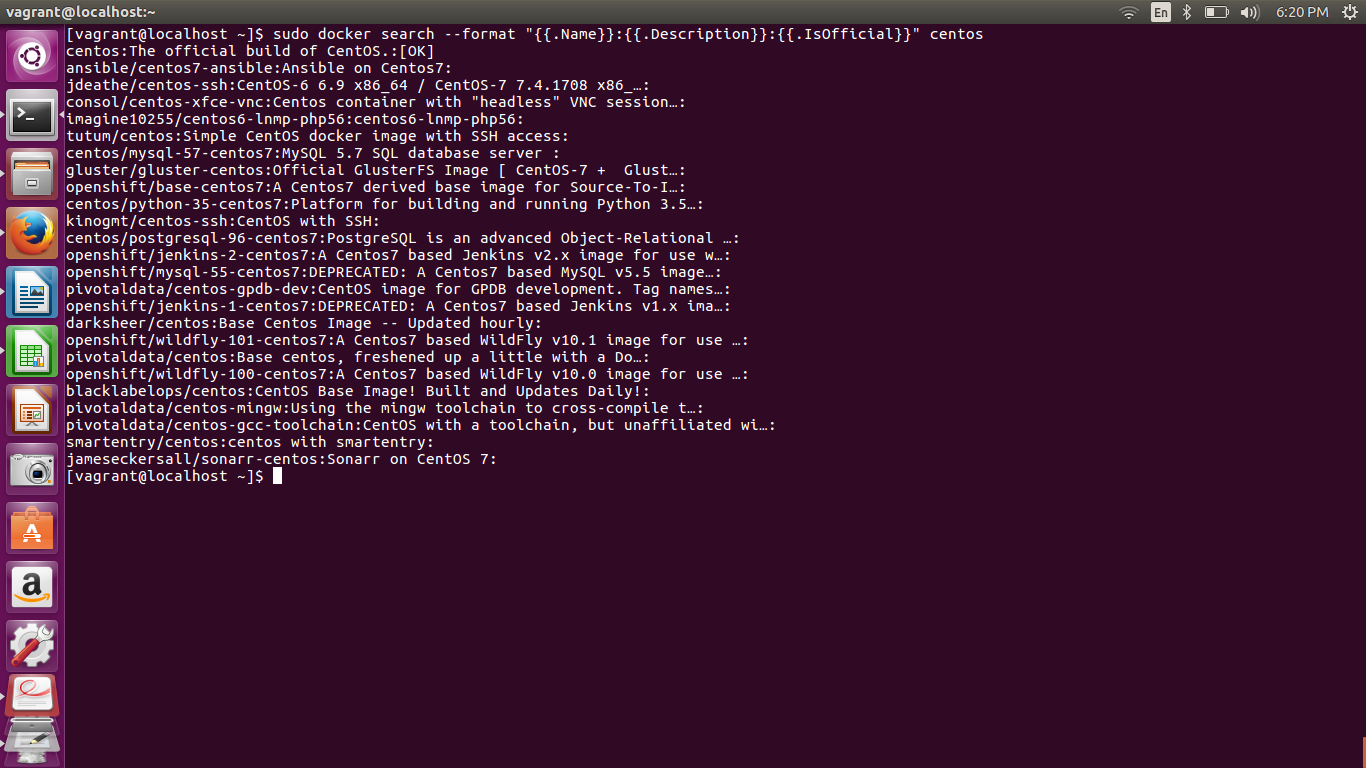 vagrant@localhost:~
En
6:20 PM
[vagrant@localhost ~]$ sudo docker search --format "{{.Name}}:{{.Description}}:{{.IsOfficial}}" centos
centos:The official build of CentOS.:[OK]
ansible/centos7-ansible:Ansible on Centos7:
jdeathe/centos-ssh:CentOS-6 6.9 x86_64 / CentOS-7 7.4.1708 x86_…:
consol/centos-xfce-vnc:Centos container with "headless" VNC session…:
imagine10255/centos6-lnmp-php56:centos6-lnmp-php56:
tutum/centos:Simple CentOS docker image with SSH access:
centos/mysql-57-centos7:MySQL 5.7 SQL database server :
gluster/gluster-centos:Official GlusterFS Image [ CentOS-7 +  Glust…:
openshift/base-centos7:A Centos7 derived base image for Source-To-I…:
centos/python-35-centos7:Platform for building and running Python 3.5…:
kinogmt/centos-ssh:CentOS with SSH:
centos/postgresql-96-centos7:PostgreSQL is an advanced Object-Relational …:
openshift/jenkins-2-centos7:A Centos7 based Jenkins v2.x image for use w…:
openshift/mysql-55-centos7:DEPRECATED: A Centos7 based MySQL v5.5 image…:
pivotaldata/centos-gpdb-dev:CentOS image for GPDB development. Tag names…:
openshift/jenkins-1-centos7:DEPRECATED: A Centos7 based Jenkins v1.x ima…:
darksheer/centos:Base Centos Image -- Updated hourly:
openshift/wildfly-101-centos7:A Centos7 based WildFly v10.1 image for use …:
pivotaldata/centos:Base centos, freshened up a little with a Do…:
openshift/wildfly-100-centos7:A Centos7 based WildFly v10.0 image for use …:
blacklabelops/centos:CentOS Base Image! Built and Updates Daily!:
pivotaldata/centos-mingw:Using the mingw toolchain to cross-compile t…:
pivotaldata/centos-gcc-toolchain:CentOS with a toolchain, but unaffiliated wi…:
smartentry/centos:centos with smartentry:
jameseckersall/sonarr-centos:Sonarr on CentOS 7:
[vagrant@localhost ~]$